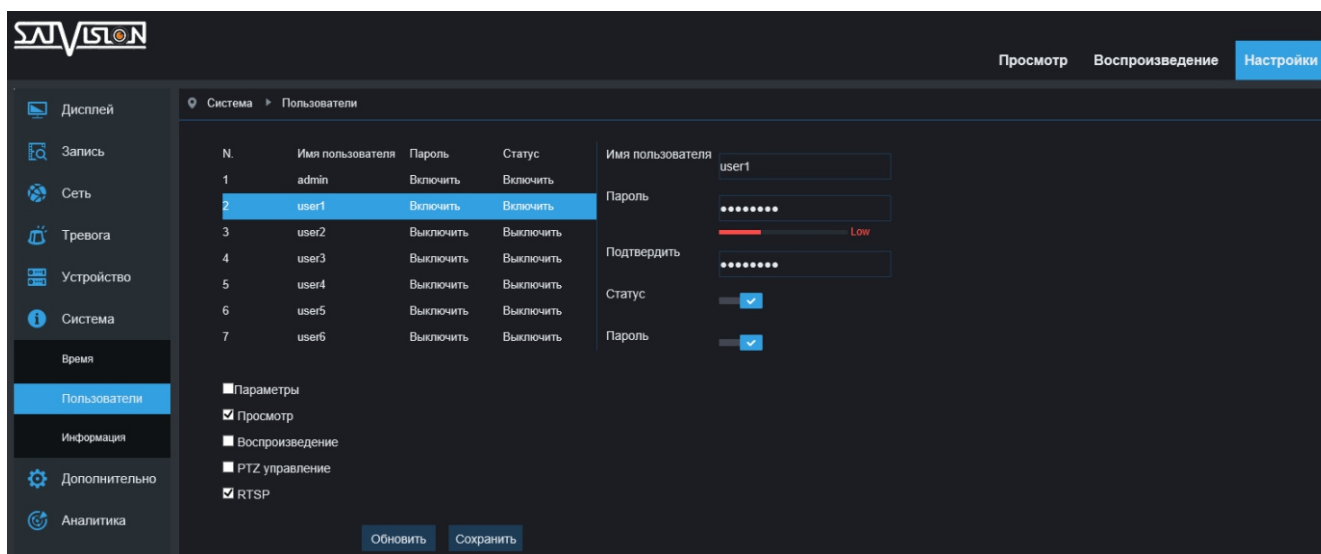 SATVISION
Просмотр Воспроизведение Настройки
Дисплей
Запись
Сеть
Тревога
Устройство
Система
Время
Пользователи
Информация
Дополнительно
Аналитика
Система Пользователи
N. Имя пользователя Пароль Статус
1 admin Включить Включить
2 user1 Включить Включить
3 user2 Выключить Выключить
4 user3 Выключить Выключить
5 user4 Выключить Выключить
6 user5 Выключить Выключить
7 user6 Выключить Выключить
Имя пользователя user1
Пароль ••••••••
Low
Подтвердить ••••••••
Статус
Пароль
Параметры
Просмотр
Воспроизведение
PTZ управление
RTSP
Обновить Сохранить